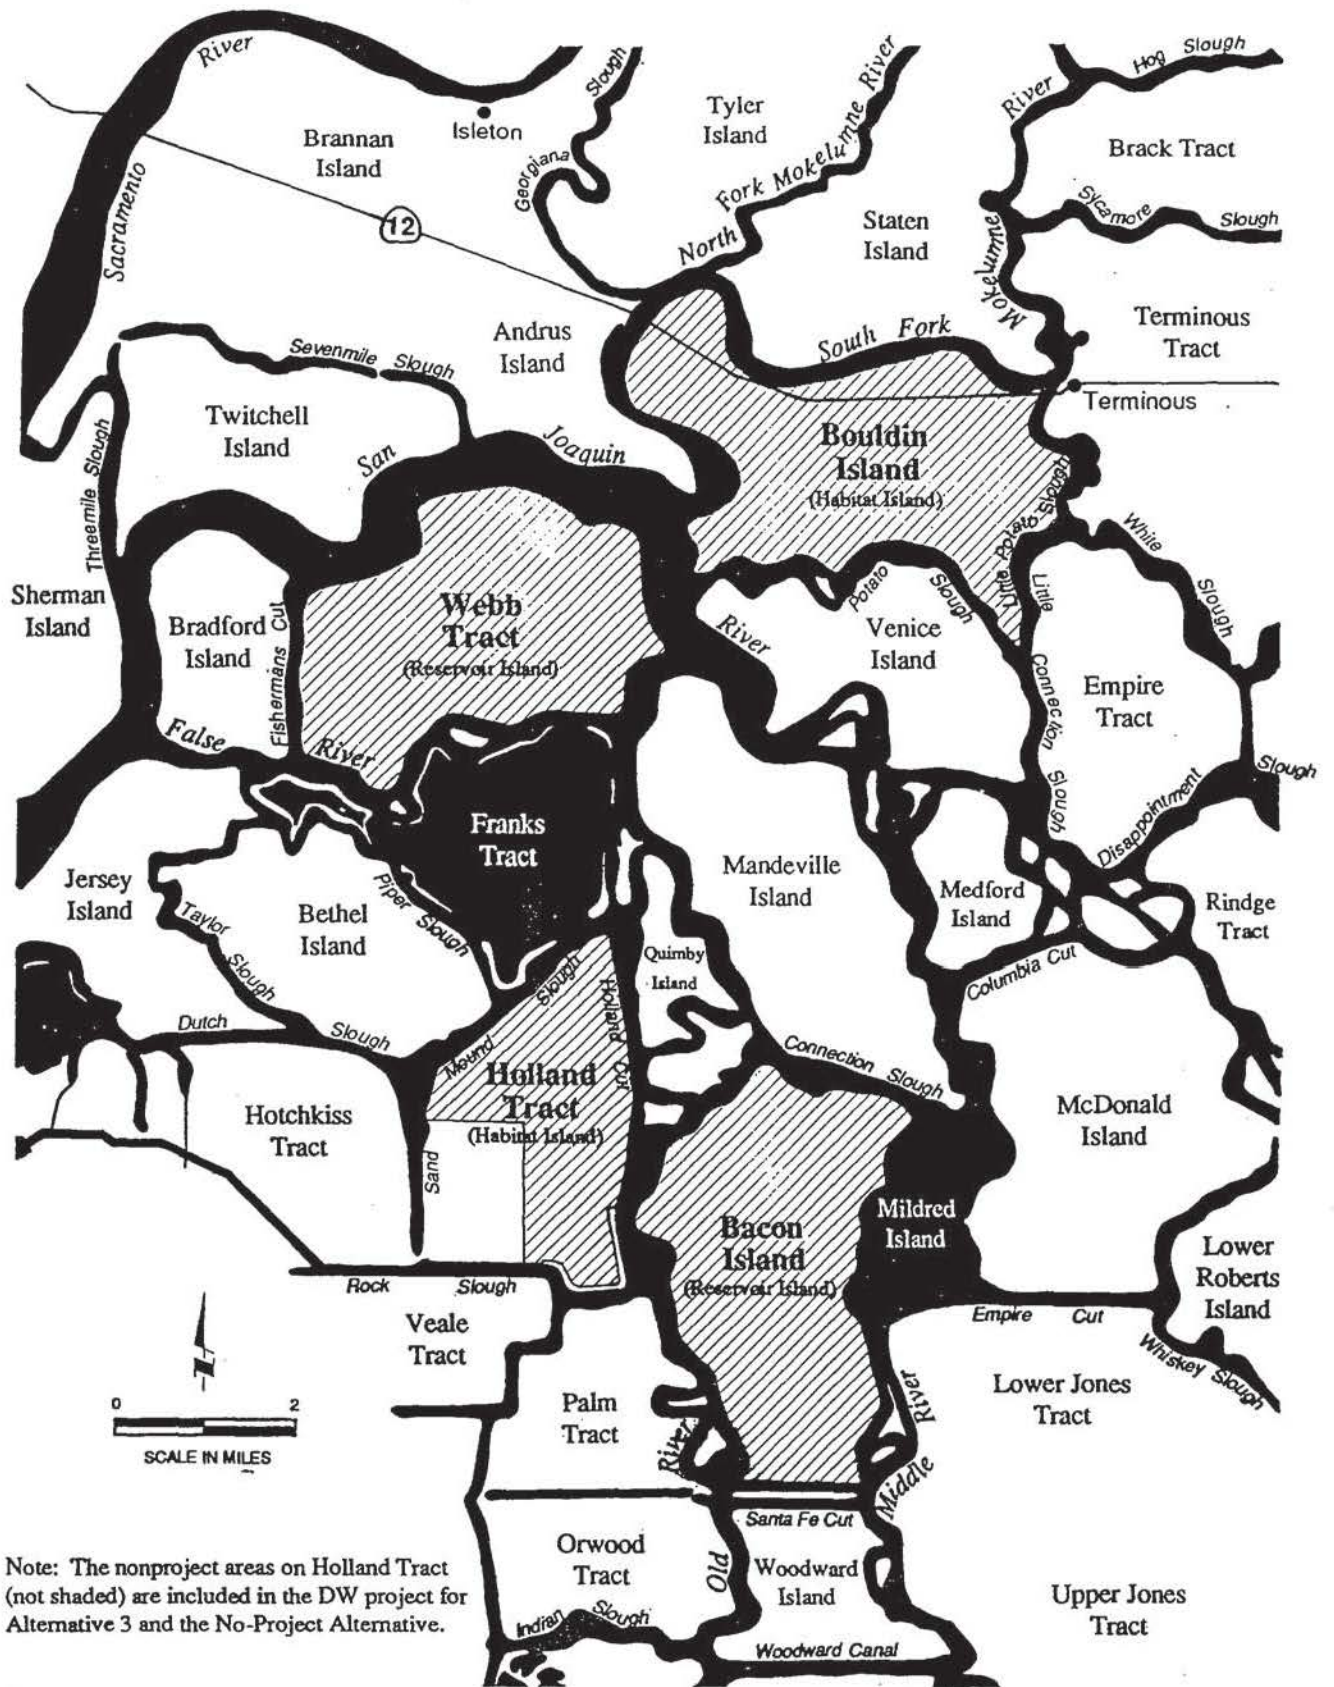 River
Slough
Hog Slough
Tyler
Island
North Fork Mokelumne River
River
Isleton
Brannan
Island
Georgiana
Brack Tract
Sycamore Slough
Sacramento
12
Staten
Island
Mokelumne
Andrus
Island
South Fork
Terminous
Tract
Sevenmile Slough
Terminous
Twitchell
Island
San Joaquin
Bouldin
Island
(Habitat Island)
Threemile Slough
Little Potato Slough
White Slough
Sherman
Island
Bradford
Island
Fishermans Cut
Webb
Tract
(Reservoir Island)
River
Potato Slough
Venice
Island
Little Connection Slough
Empire
Tract
False River
Slough
Disappointment
Franks
Tract
Mandeville
Island
Medford
Island
Rindge
Tract
Jersey
Island
Bethel
Island
Piper Slough
Taylor Slough
Quimby
Island
Columbia Cut
Dutch Slough
Mound Slough
Holland Cut
Connection Slough
Holland
Tract
(Habitat Island)
Hotchkiss
Tract
Sand
McDonald
Island
Mildred
Island
Bacon
Island
(Reservoir Island)
Lower
Roberts
Island
Rock Slough
Empire Cut
Whiskey Slough
Veale
Tract
N
0 2
SCALE IN MILES
Palm
Tract
River
Middle River
Lower Jones
Tract
Santa Fe Cut
Orwood
Tract
Old
Woodward
Island
Upper Jones
Tract
Indian Slough
Woodward Canal
Note: The nonproject areas on Holland Tract
(not shaded) are included in the DW project for
Alternative 3 and the No-Project Alternative.